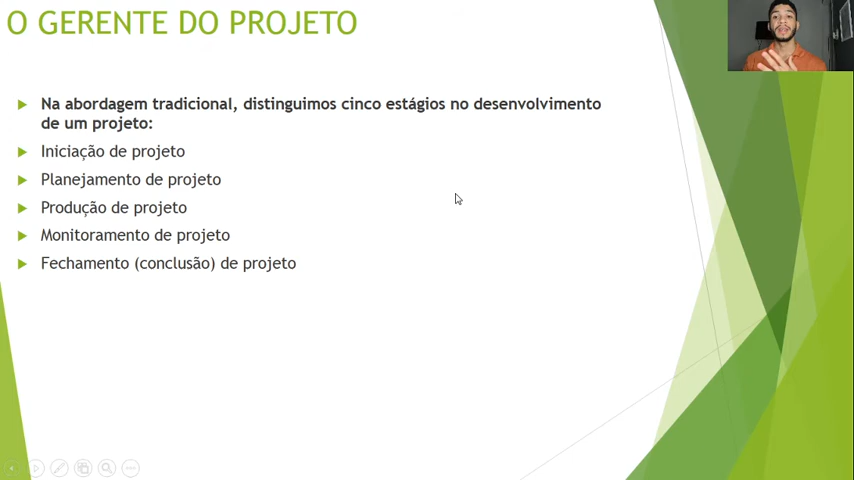 O GERENTE DO PROJETO
Na abordagem tradicional, distinguimos cinco estágios no desenvolvimento
de um projeto:
Iniciação de projeto
Planejamento de projeto
Produção de projeto
Monitoramento de projeto
Fechamento (conclusão) de projeto